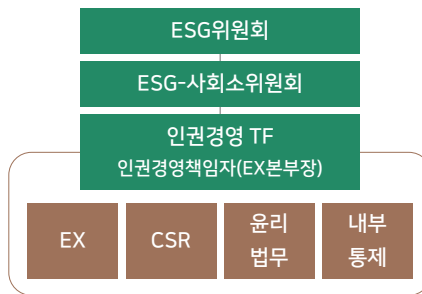 ESG위원회
ESG-사회소위원회
인권경영 TF
인권경영책임자(EX본부장)
EX
CSR
윤리
법무
내부
통제